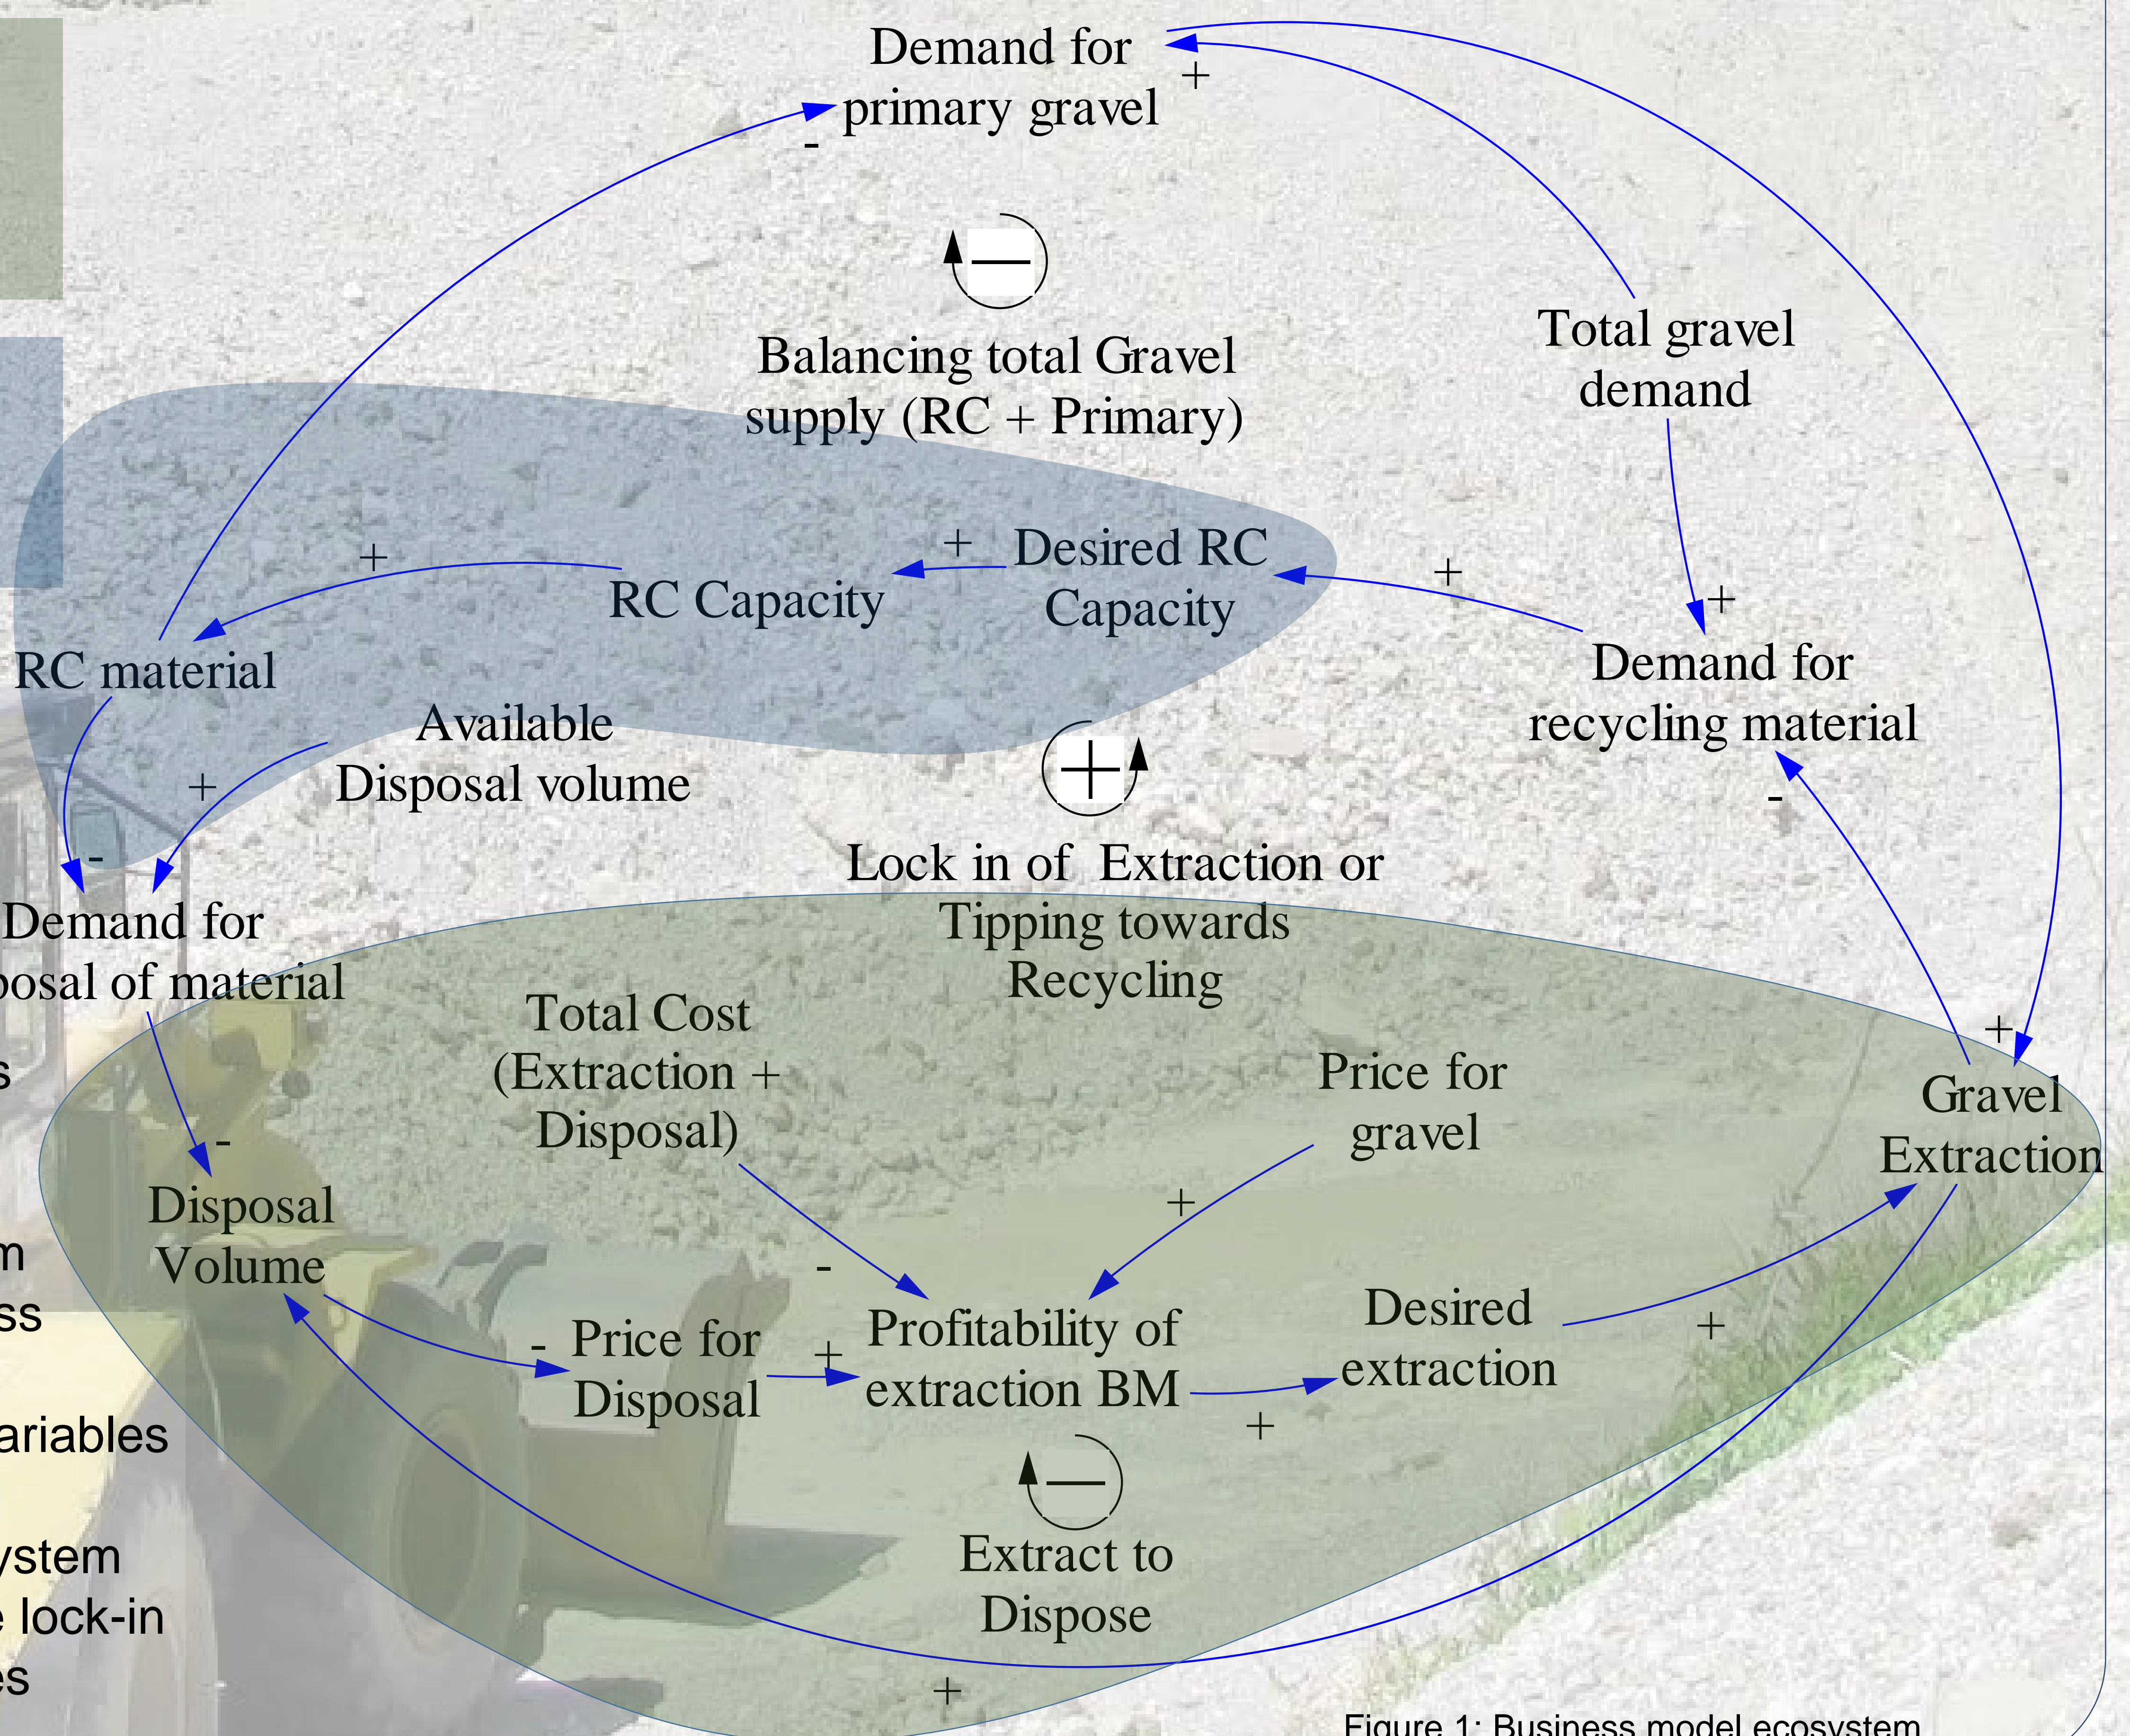 Demand for
primary gravel
+
-
Balancing total Gravel
supply (RC + Primary)
Total gravel
demand
+
+
Desired RC
Capacity
+
RC Capacity
+
Demand for
recycling material
-
RC material
Available
Disposal volume
+
-
Lock in of Extraction or
Tipping towards
Recycling
Demand for
posal of material
-
Total Cost
(Extraction +
Disposal)
-
Price for
gravel
+
+
Gravel
Extraction
s
Disposal
Volume
m
ss
-
Price for
Disposal
+
Profitability of
extraction BM
+
Desired
extraction
+
ariables
Extract to
Dispose
ystem
e lock-in
es
+
Figure 1: Business model ecosystem